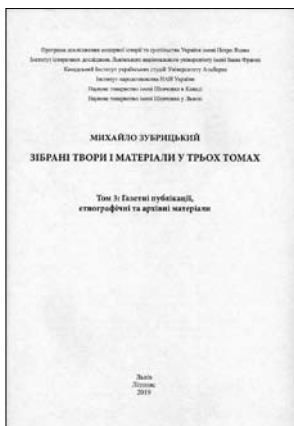 Програма дослідження модерної історії та суспільства України імені Петра Яцика
Інститут історичних досліджень Львівського національного університету імені Івана Франка
Канадський Інститут українських студій Університету Альберти
Інститут народознавства НАН України
Наукове товариство імені Шевченка в Канаді
Наукове товариство імені Шевченка у Львові
МИХАЙЛО ЗУБРИЦЬКИЙ
ЗІБРАНІ ТВОРИ І МАТЕРІАЛИ У ТРЬОХ ТОМАХ
Том 3: Газетні публікації,
етнографічні та архівні матеріали
Львів
Літопис
2019